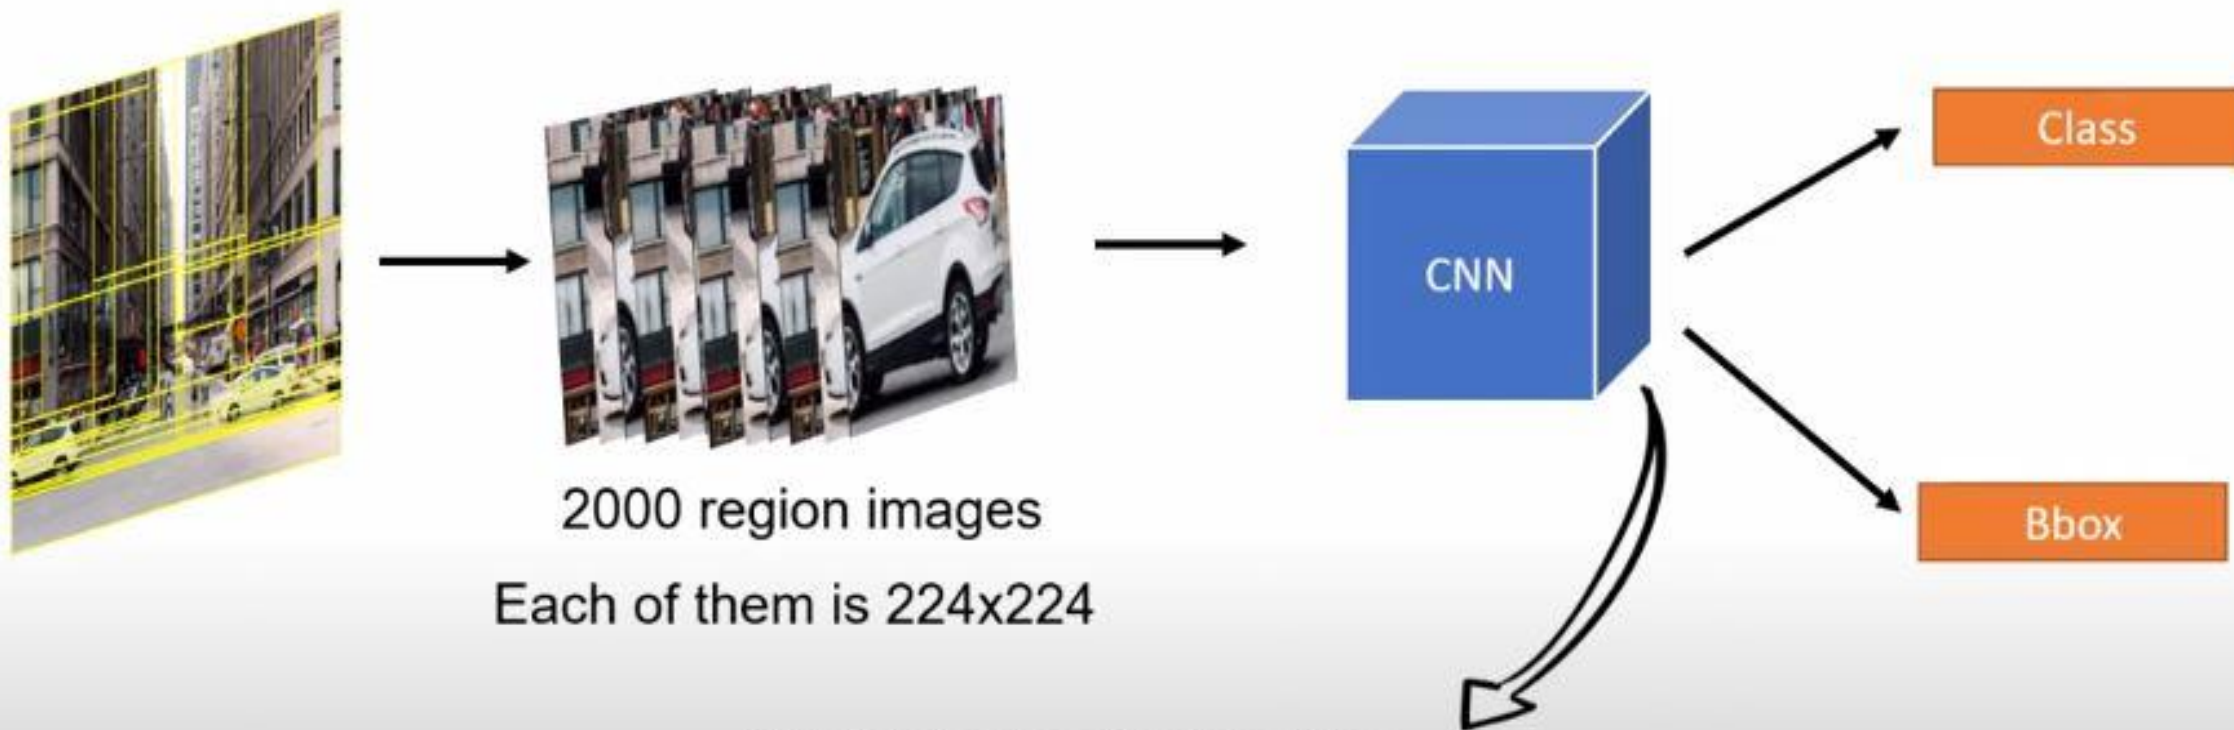 Class
CNN
Bbox
2000 region images
Each of them is 224x224